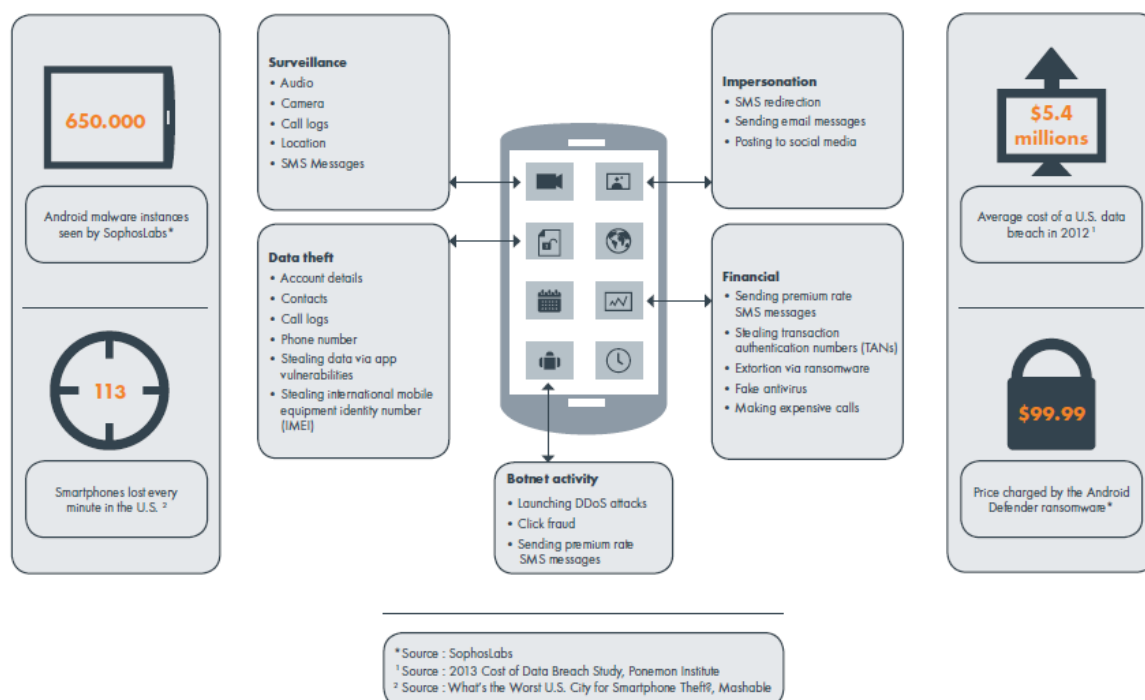 650.000
Android malware instances
seen by SophosLabs*
113
Smartphones lost every
minute in the U.S. ²
Surveillance
• Audio
• Camera
• Call logs
• Location
• SMS Messages
Data theft
• Account details
• Contacts
• Call logs
• Phone number
• Stealing data via app
vulnerabilities
• Stealing international mobile
equipment identity number
(IMEI)
Botnet activity
• Launching DDoS attacks
• Click fraud
• Sending premium rate
SMS messages
Impersonation
• SMS redirection
• Sending email messages
• Posting to social media
Financial
• Sending premium rate
SMS messages
• Stealing transaction
authentication numbers (TANs)
• Extortion via ransomware
• Fake antivirus
• Making expensive calls
$5.4
millions
Average cost of a U.S. data
breach in 2012 ¹
$99.99
Price charged by the Android
Defender ransomware*
* Source : SophosLabs
¹ Source : 2013 Cost of Data Breach Study, Ponemon Institute
² Source : What's the Worst U.S. City for Smartphone Theft?, Mashable